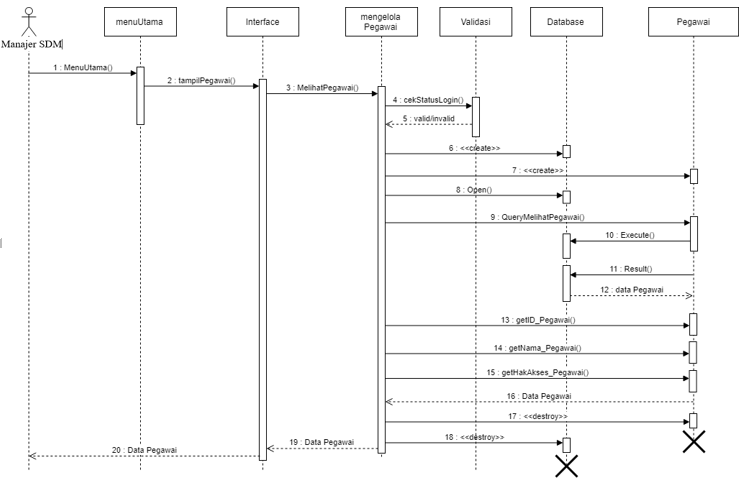 menuUtama
Interface
mengelola
Pegawai
Validasi
Database
Pegawai
Manajer SDM
1 : MenuUtama()
2 : tampilPegawai()
3 : MelihatPegawai()
4 : cekStatusLogin()
5 : valid/invalid
6 : <<create>>
7 : <<create>>
8 : Open()
9 : QueryMelihatPegawai()
10 : Execute()
11 : Result()
12 : data Pegawai
13 : getID_Pegawai()
14 : getNama_Pegawai()
15 : getHakAkses_Pegawai()
16 : Data Pegawai
17 : <<destroy>>
18 : <<destroy>>
19 : Data Pegawai
20 : Data Pegawai